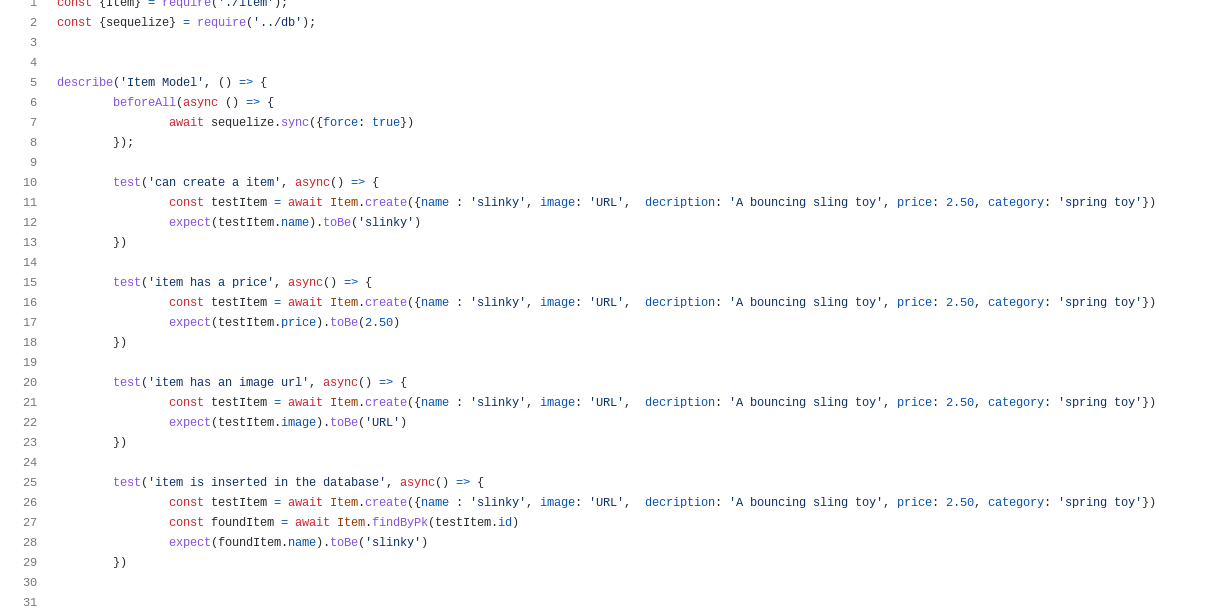 1 const {Item} = require('./item');
2 const {sequelize} = require('../db');
3
4
5 describe('Item Model', () => {
6 beforeAll(async () => {
7 await sequelize.sync({force: true})
8 });
9
10 test('can create a item', async() => {
11 const testItem = await Item.create({name : 'slinky', image: 'URL',  decription: 'A bouncing sling toy', price: 2.50, category: 'spring toy'})
12 expect(testItem.name).toBe('slinky')
13 })
14
15 test('item has a price', async() => {
16 const testItem = await Item.create({name : 'slinky', image: 'URL',  decription: 'A bouncing sling toy', price: 2.50, category: 'spring toy'})
17 expect(testItem.price).toBe(2.50)
18 })
19
20 test('item has an image url', async() => {
21 const testItem = await Item.create({name : 'slinky', image: 'URL',  decription: 'A bouncing sling toy', price: 2.50, category: 'spring toy'})
22 expect(testItem.image).toBe('URL')
23 })
24
25 test('item is inserted in the database', async() => {
26 const testItem = await Item.create({name : 'slinky', image: 'URL',  decription: 'A bouncing sling toy', price: 2.50, category: 'spring toy'})
27 const foundItem = await Item.findByPk(testItem.id)
28 expect(foundItem.name).toBe('slinky')
29 })
30
31